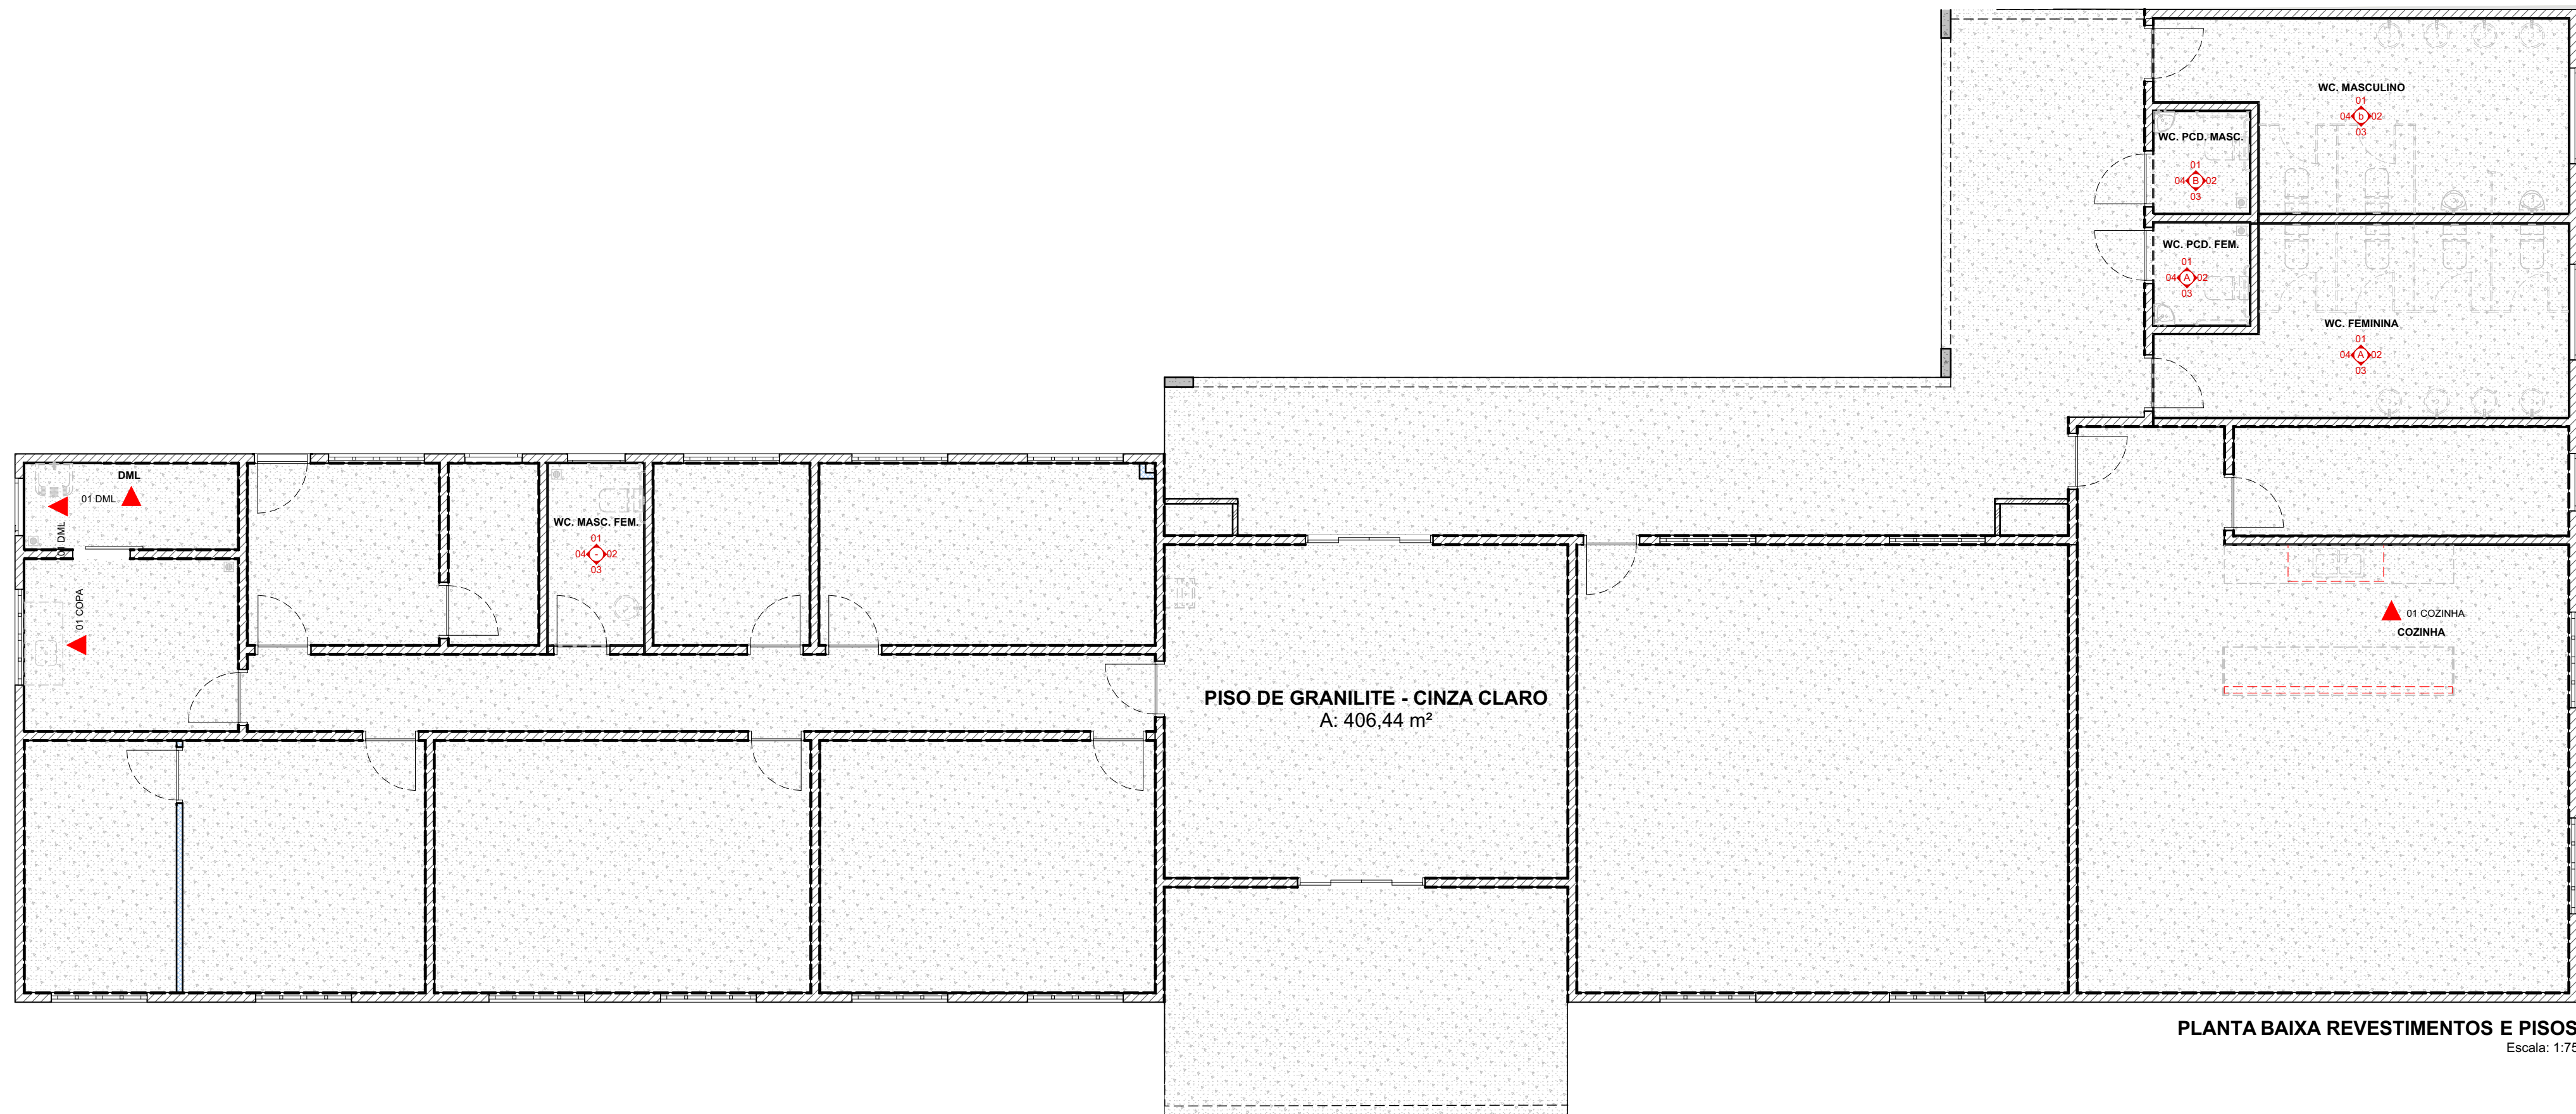 WC. MASCULINO
01
04 b 02
03
WC. PCD. MASC.
01
04 B 02
03
WC. PCD. FEM.
01
04 A 02
03
WC. FEMININA
01
04 A 02
03
DML
01 DML
01 DML
01 COPA
WC. MASC. FEM.
01
04 - 02
03
01 COZINHA
COZINHA
PISO DE GRANILITE - CINZA CLARO
A: 406,44 m²
PLANTA BAIXA REVESTIMENTOS E PISOS
Escala: 1:75